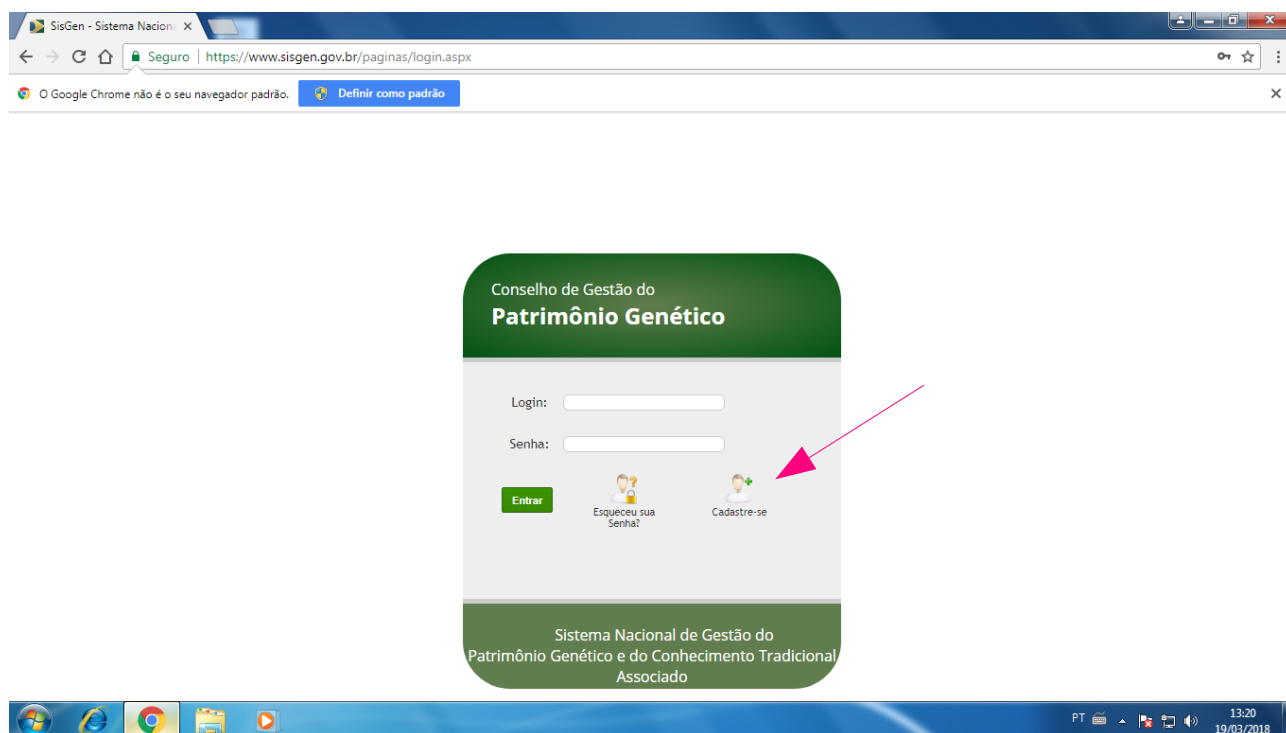 SisGen - Sistema Nacion
Seguro | https://www.sisgen.gov.br/paginas/login.aspx
O Google Chrome não é o seu navegador padrão. Definir como padrão
Conselho de Gestão do
Patrimônio Genético
Login:
Senha:
Entrar
Esqueceu sua
Senha?
Cadastre-se
Sistema Nacional de Gestão do
Patrimônio Genético e do Conhecimento Tradicional
Associado
PT
13:20
19/03/2018